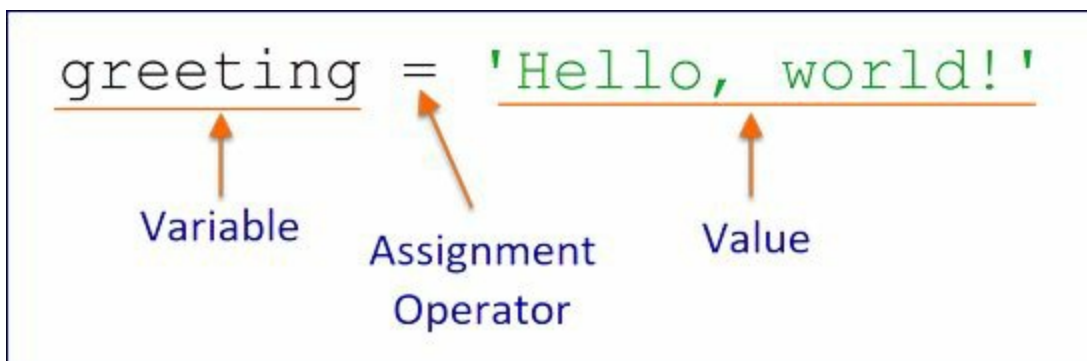 greeting = 'Hello, world!'
Variable
Assignment
Operator
Value